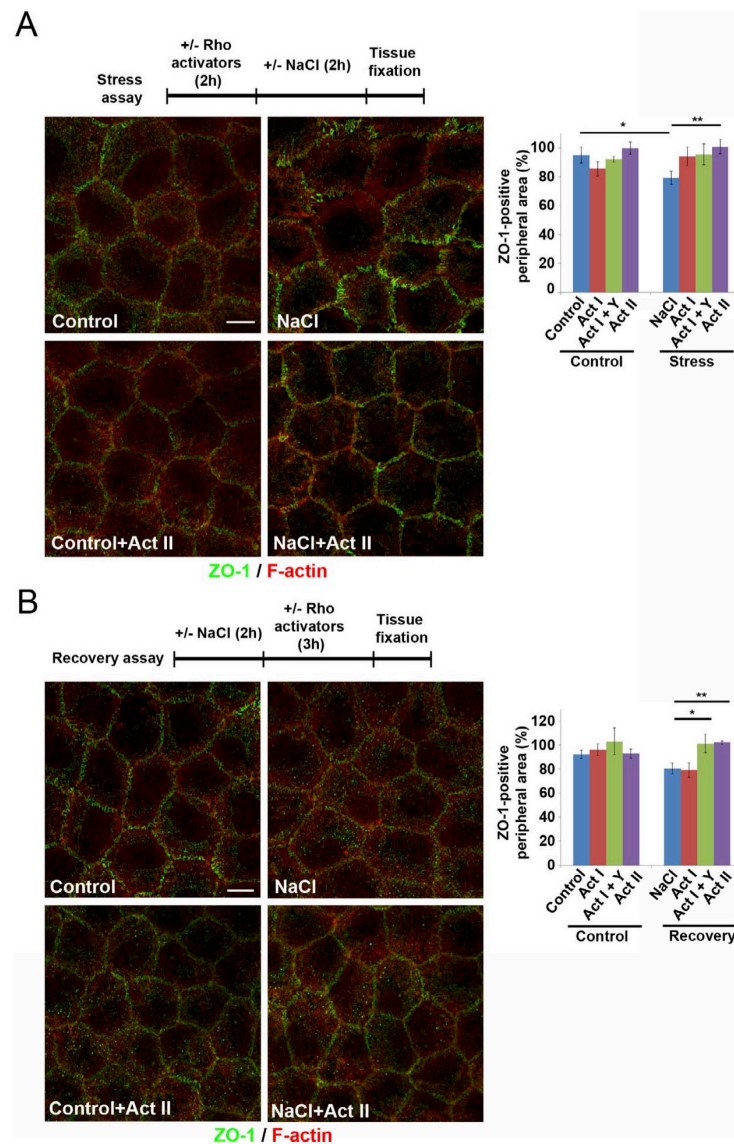 A
Stress
assay
+/- Rho
activators
(2h)
+/- NaCl (2h)
Tissue
fixation
Control
NaCl
Control+Act II
NaCl+Act II
ZO-1 / F-actin
ZO-1-positive
peripheral area (%)
100
80
60
40
20
0
*
**
Control
Act I
Act I + Y
Act II
NaCl
Act I
Act I + Y
Act II
Control
Stress
B
Recovery assay
+/- NaCl (2h)
+/- Rho
activators
(3h)
Tissue
fixation
Control
NaCl
Control+Act II
NaCl+Act II
ZO-1 / F-actin
ZO-1-positive
peripheral area (%)
120
100
80
60
40
20
0
**
*
Control
Act I
Act I + Y
Act II
NaCl
Act I
Act I + Y
Act II
Control
Recovery